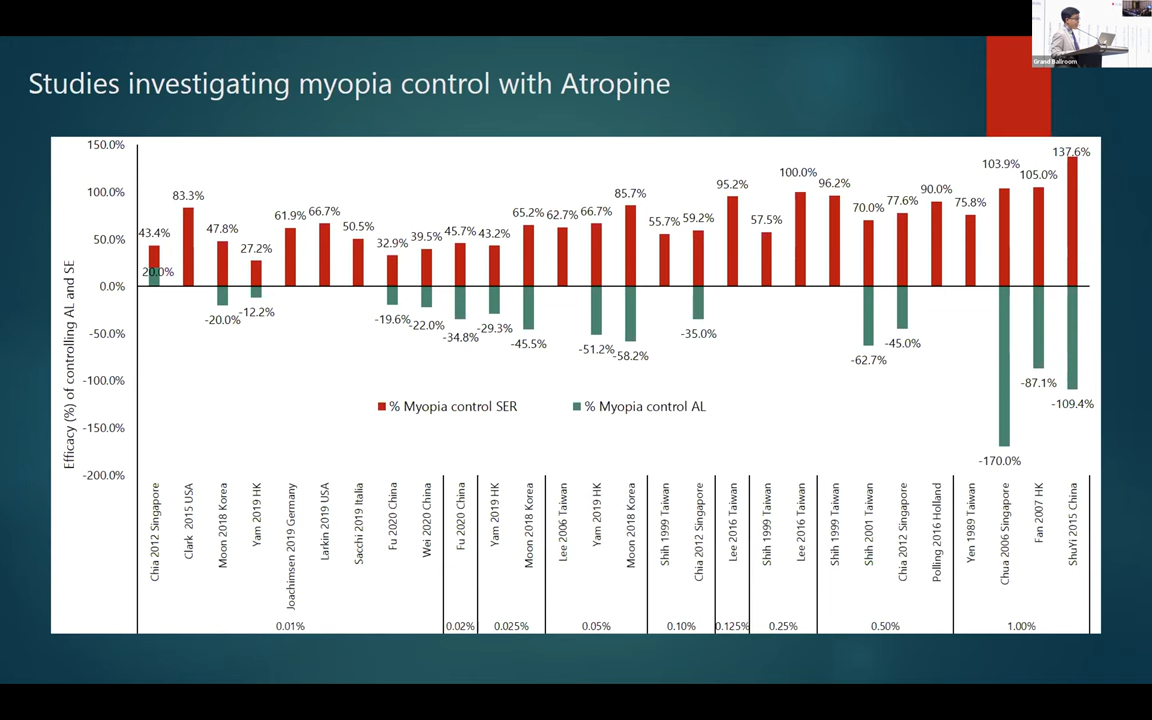 Grand Ballroom
Studies investigating myopia control with Atropine
Efficacy (%) of controlling AL and SE
150.0%
100.0%
50.0%
0.0%
-50.0%
-100.0%
-150.0%
-200.0%
43.4%
83.3%
47.8%
27.2%
61.9%
66.7%
50.5%
32.9%
39.5%
45.7%
43.2%
65.2%
62.7%
66.7%
85.7%
55.7%
59.2%
95.2%
57.5%
100.0%
96.2%
70.0%
77.6%
90.0%
75.8%
103.9%
105.0%
137.6%
20.0%
-20.0%
-12.2%
-19.6%
-22.0%
-34.8%
-29.3%
-45.5%
-51.2%
-58.2%
-35.0%
-62.7%
-45.0%
-170.0%
-87.1%
-109.4%
% Myopia control SER
% Myopia control AL
Chia 2012 Singapore
Clark 2015 USA
Moon 2018 Korea
Yam 2019 HK
Joachimsen 2019 Germany
Larkin 2019 USA
Sacchi 2019 Italia
Fu 2020 China
Wei 2020 China
Fu 2020 China
Yam 2019 HK
Moon 2018 Korea
Lee 2006 Taiwan
Yam 2019 HK
Moon 2018 Korea
Shih 1999 Taiwan
Chia 2012 Singapore
Lee 2016 Taiwan
Shih 1999 Taiwan
Lee 2016 Taiwan
Shih 1999 Taiwan
Shih 2001 Taiwan
Chia 2012 Singapore
Polling 2016 Holland
Yen 1989 Taiwan
Chua 2006 Singapore
Fan 2007 HK
ShuYi 2015 China
0.01%
0.02%
0.025%
0.05%
0.10%
0.125%
0.25%
0.50%
1.00%